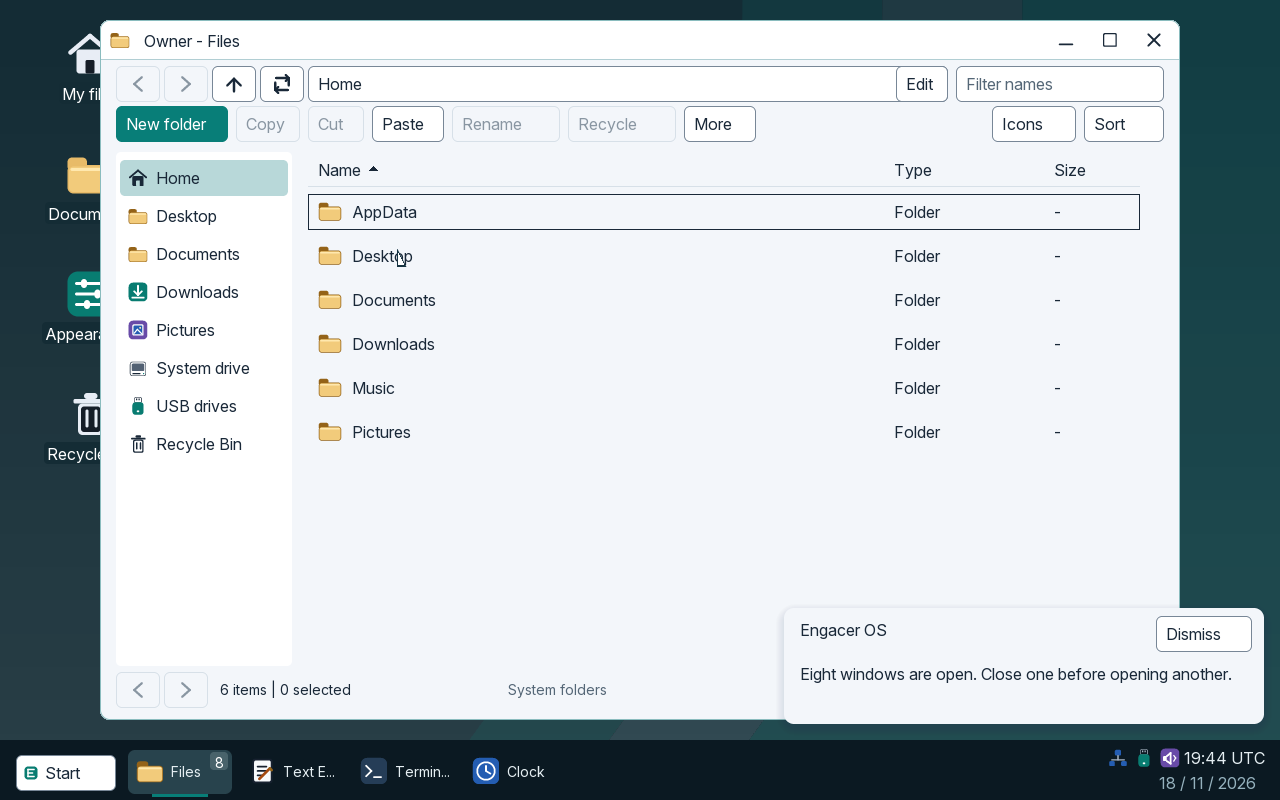 Owner - Files
Home
Edit
Filter names
New folder
Copy
Cut
Paste
Rename
Recycle
More
Icons
Sort
Home
Desktop
Documents
Downloads
Pictures
System drive
USB drives
Recycle Bin
Name
Type
Size
AppData
Folder
-
Desktop
Folder
-
Documents
Folder
-
Downloads
Folder
-
Music
Folder
-
Pictures
Folder
-
6 items | 0 selected
System folders
Engacer OS
Dismiss
Eight windows are open. Close one before opening another.
My fil
Docum
Appear
Recycle
Start
Files
8
Text E...
Termin...
Clock
19:44 UTC
18 / 11 / 2026